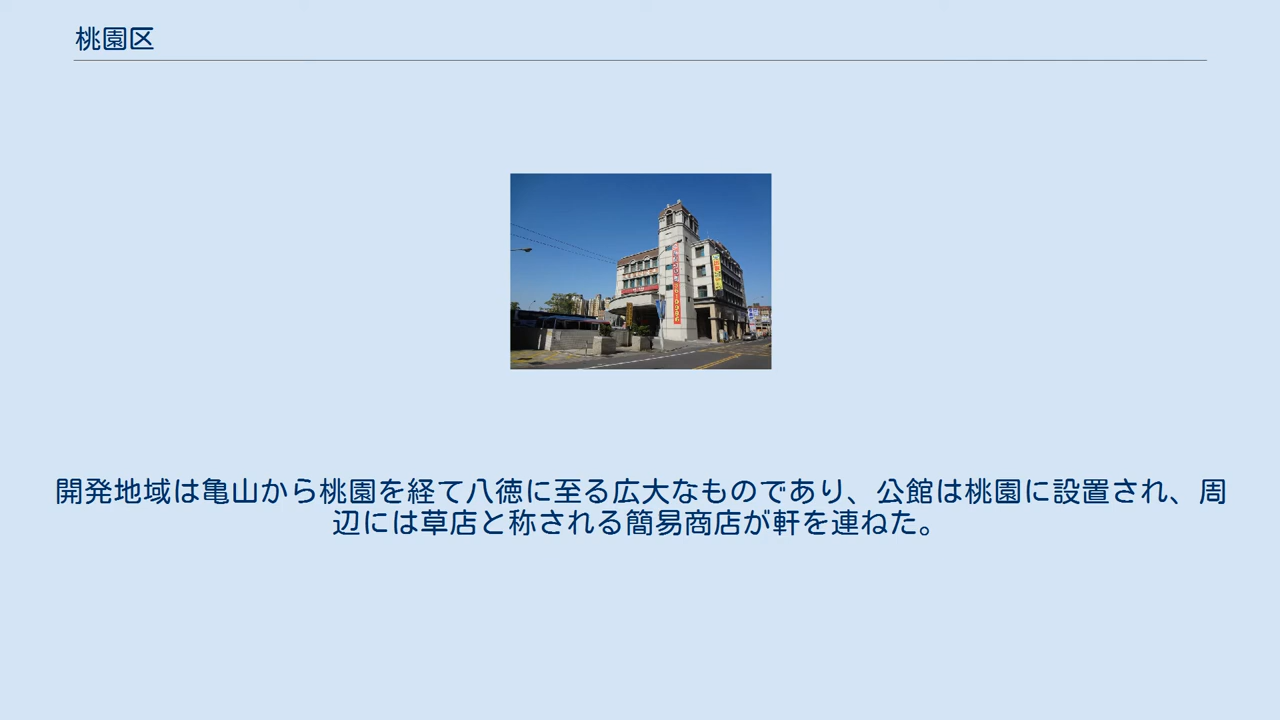 桃園区
開発地域は亀山から桃園を経て八徳に至る広大なものであり、公館は桃園に設置され、周
辺には草店と称される簡易商店が軒を連ねた。